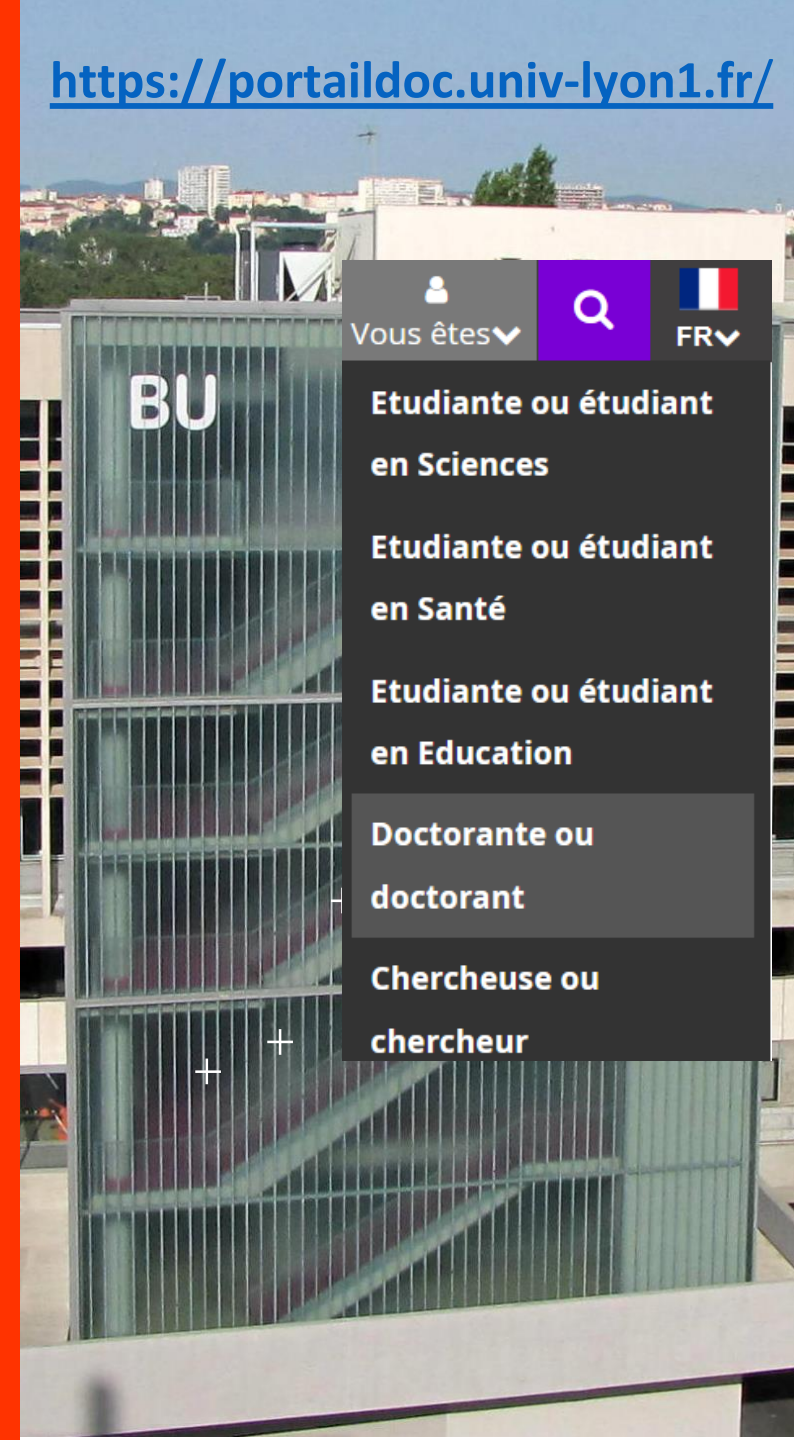 https://portaildoc.univ-lyon1.fr/
Vous êtes
FR
BU
Etudiante ou étudiant
en Sciences
Etudiante ou étudiant
en Santé
Etudiante ou étudiant
en Education
Doctorante ou
doctorant
Chercheuse ou
chercheur